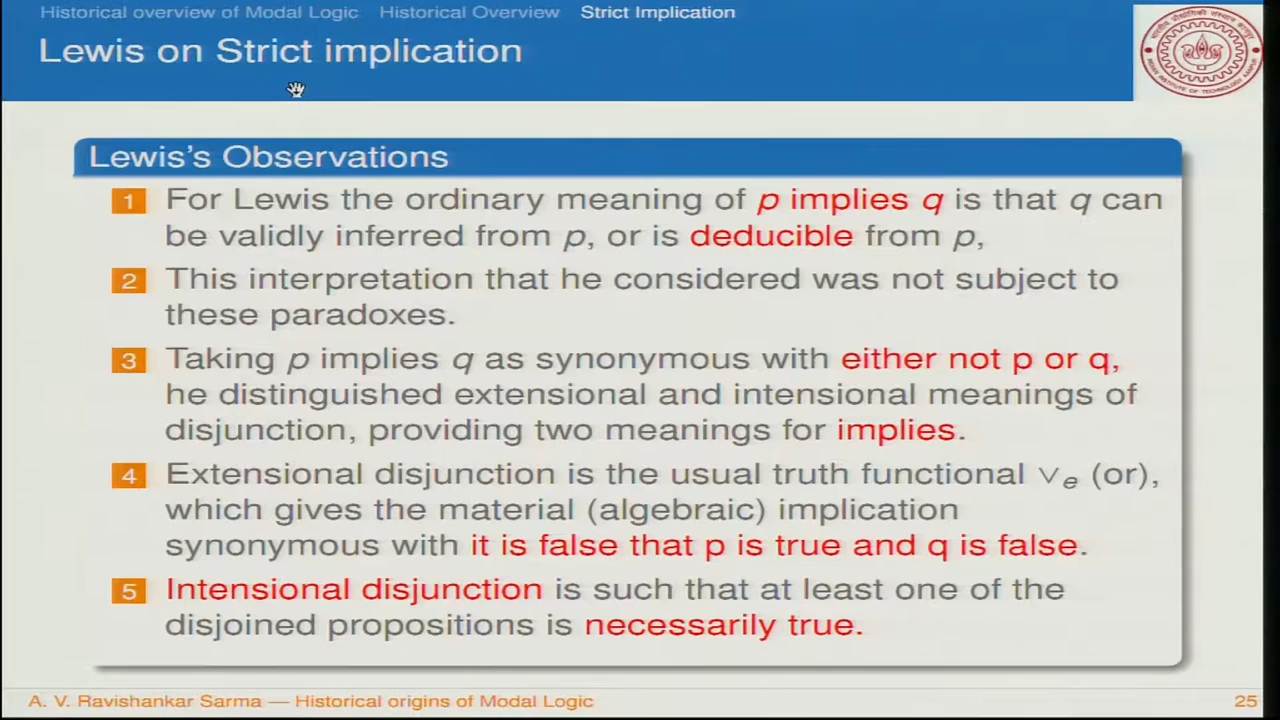 Historical overview of Modal Logic Historical Overview Strict Implication
Lewis on Strict implication
Lewis's Observations
1 For Lewis the ordinary meaning of p implies q is that q can
be validly inferred from p, or is deducible from p,
2 This interpretation that he considered was not subject to
these paradoxes.
3 Taking p implies q as synonymous with either not p or q,
he distinguished extensional and intensional meanings of
disjunction, providing two meanings for implies.
4 Extensional disjunction is the usual truth functional ∨e (or),
which gives the material (algebraic) implication
synonymous with it is false that p is true and q is false.
5 Intensional disjunction is such that at least one of the
disjoined propositions is necessarily true.
A. V. Ravishankar Sarma — Historical origins of Modal Logic 25